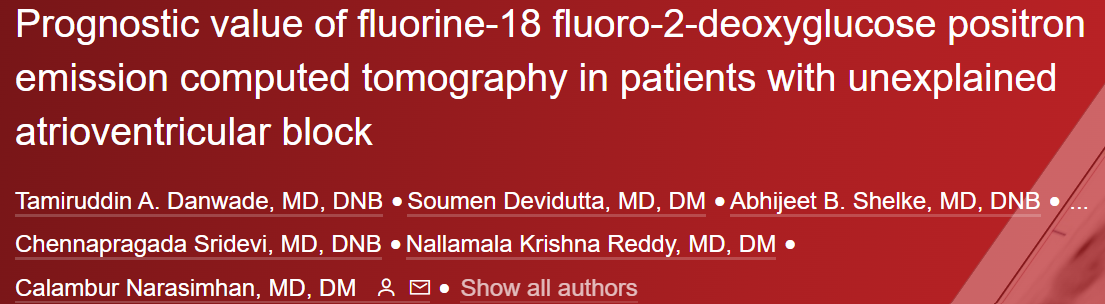 Prognostic value of fluorine-18 fluoro-2-deoxyglucose positron
emission computed tomography in patients with unexplained
atrioventricular block
Tamiruddin A. Danwade, MD, DNB • Soumen Devidutta, MD, DM • Abhijeet B. Shelke, MD, DNB • ...
Chennapragada Sridevi, MD, DNB • Nallamala Krishna Reddy, MD, DM •
Calambur Narasimhan, MD, DM • Show all authors